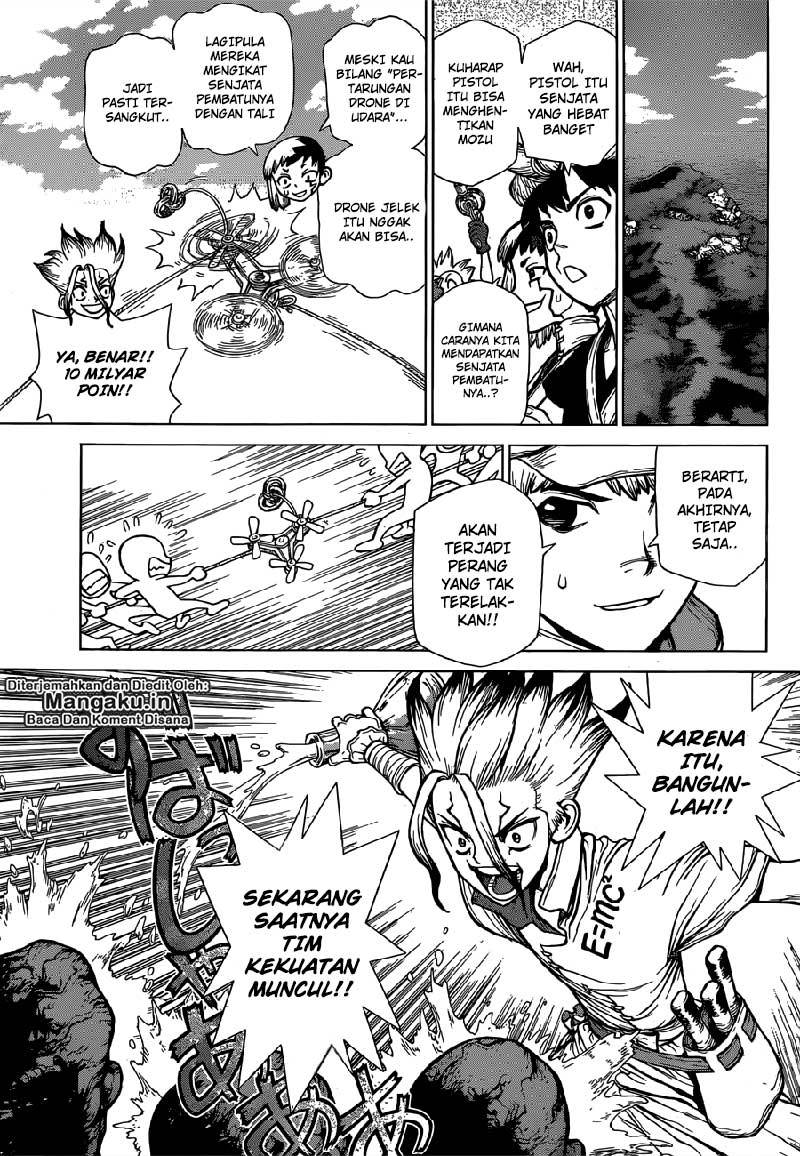 WAH,
PISTOL ITU
SENJATA
YANG HEBAT
BANGET
KUHARAP
PISTOL
ITU BISA
MENGHEN-
TIKAN
MOZU
GIMANA
CARANYA KITA
MENDAPATKAN
SENJATA
PEMBATU-
NYA..?
MESKI KAU
BILANG "PER-
TARUNGAN
DRONE DI
UDARA"...
DRONE JELEK
ITU NGGAK
AKAN BISA..
LAGIPULA
MEREKA
MENGIKAT
SENJATA
PEMBATUNYA
DENGAN TALI
JADI
PASTI TER-
SANGKUT..
YA, BENAR!!
10 MILYAR
POIN!!
BERARTI,
PADA
AKHIRNYA,
TETAP
SAJA..
AKAN
TERJADI
PERANG
YANG TAK
TERELAK-
KAN!!
Diterjemahkan dan Diedit Oleh:
Mangaku.in
Baca Dan Koment Disana
KARENA
ITU,
BANGUN-
LAH!!
E=mc²
SEKARANG
SAATNYA
TIM
KEKUATAN
MUNCUL!!